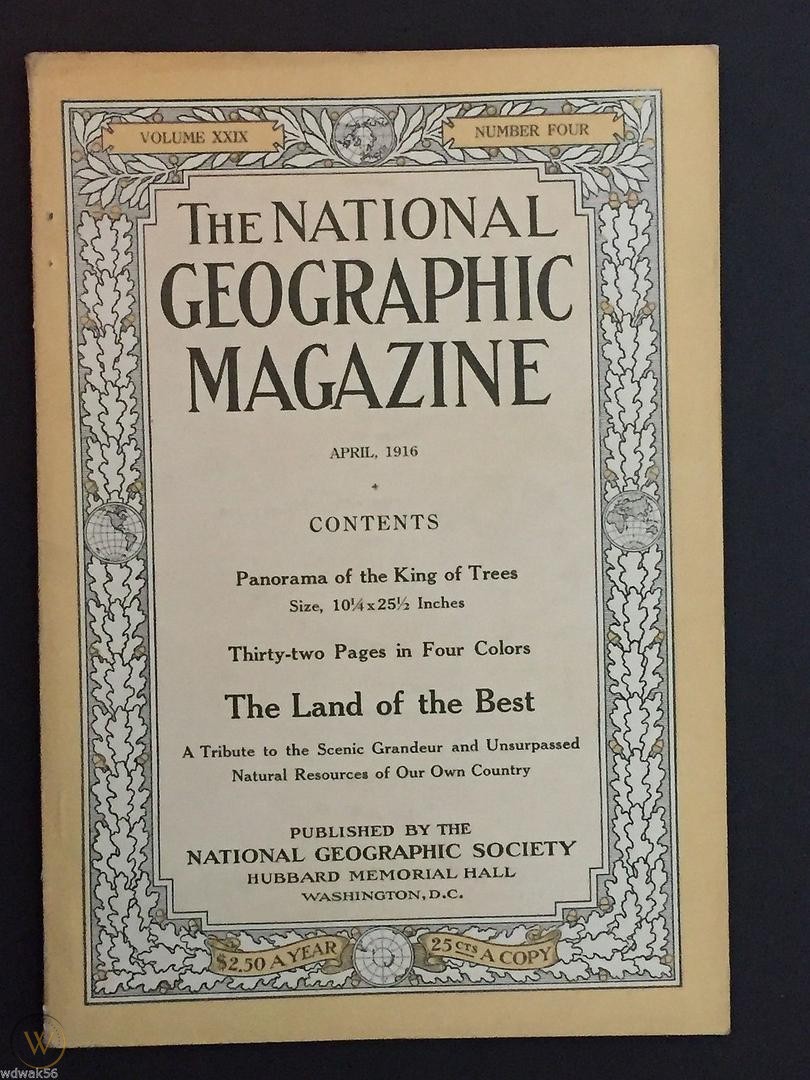 VOLUME XXIX
NUMBER FOUR
THE NATIONAL
GEOGRAPHIC
MAGAZINE
APRIL, 1916
CONTENTS
Panorama of the King of Trees
Size, 10¼x25½ Inches
Thirty-two Pages in Four Colors
The Land of the Best
A Tribute to the Scenic Grandeur and Unsurpassed
Natural Resources of Our Own Country
PUBLISHED BY THE
NATIONAL GEOGRAPHIC SOCIETY
HUBBARD MEMORIAL HALL
WASHINGTON, D.C.
$2.50 A YEAR
25 CTS A COPY
W
wdwak56